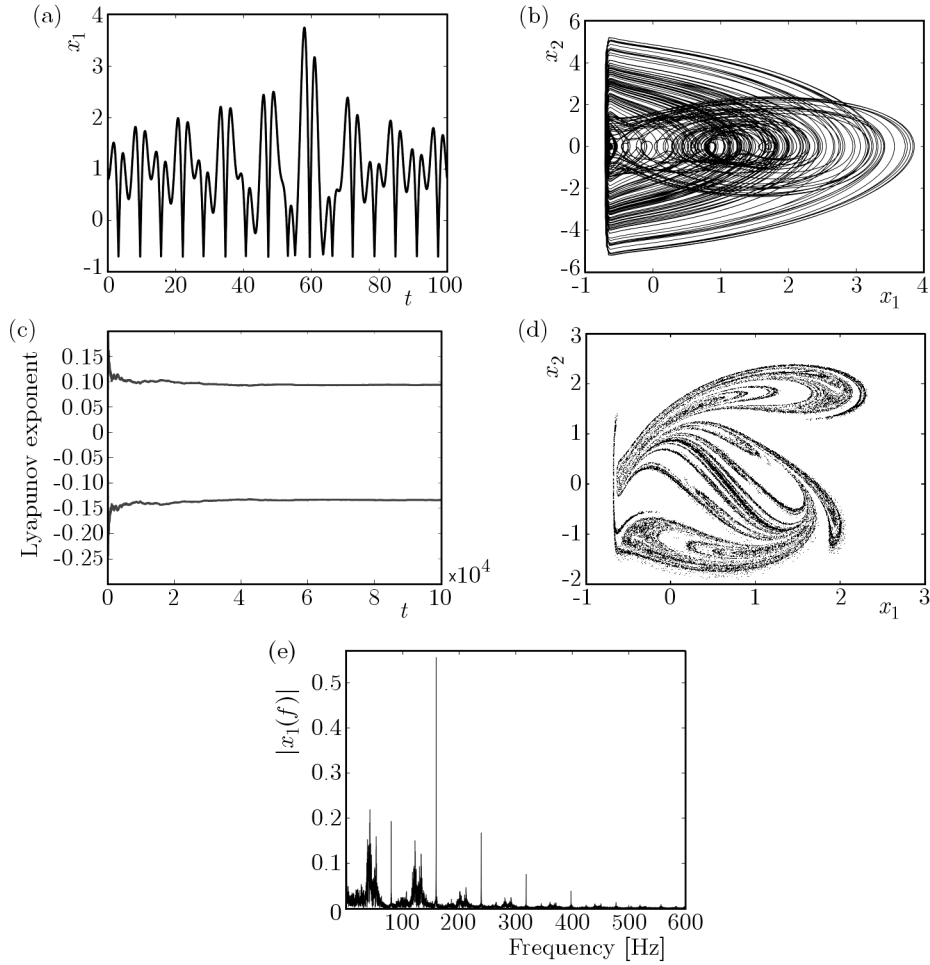 (a)
x1
4
3
2
1
0
-1
0 20 40 60 80 100
t
(b)
x2
6
4
2
0
-2
-4
-6
-1 0 1 2 3 4
x1
(c)
Lyapunov exponent
0.15
0.10
0.05
0
-0.05
-0.10
-0.15
-0.20
-0.25
0 2 4 6 8 10
×10^4
t
(d)
x2
3
2
1
0
-1
-2
-1 0 1 2 3
x1
(e)
|x1(f)|
0.5
0.4
0.3
0.2
0.1
0
100 200 300 400 500 600
Frequency [Hz]